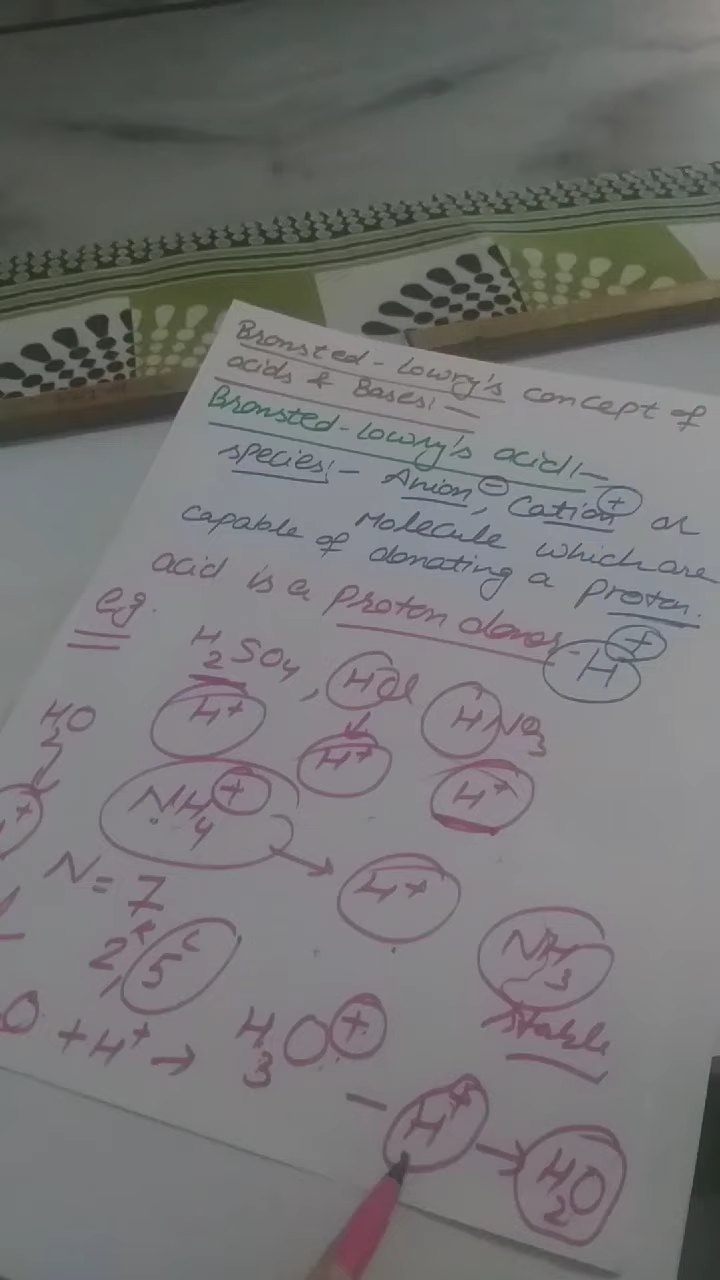 Bronsted-Lowry's concept of
acids & Bases:-
Bronsted-Lowry's acid:-
species:- Anion⊖, Cation⊕ or
Molecule which are
capable of donating a proton.
acid is a Proton donor H⊕
e.g. H2SO4, HCl HNO3
H2O H+ H+ H+
NH4+ → H+
N = 7 NH3
2, 5 stable
O + H+ → H3O+ - H+ → H2O